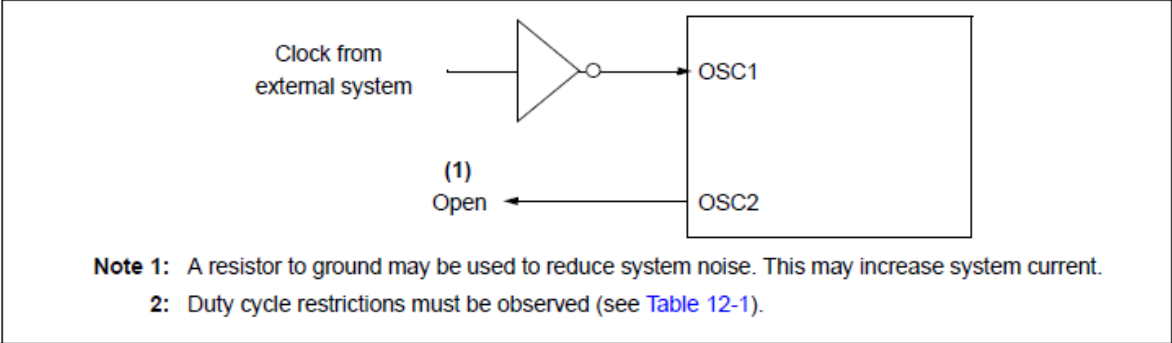 Clock from
external system
OSC1
(1)
Open
OSC2
Note 1: A resistor to ground may be used to reduce system noise. This may increase system current.
2: Duty cycle restrictions must be observed (see Table 12-1).